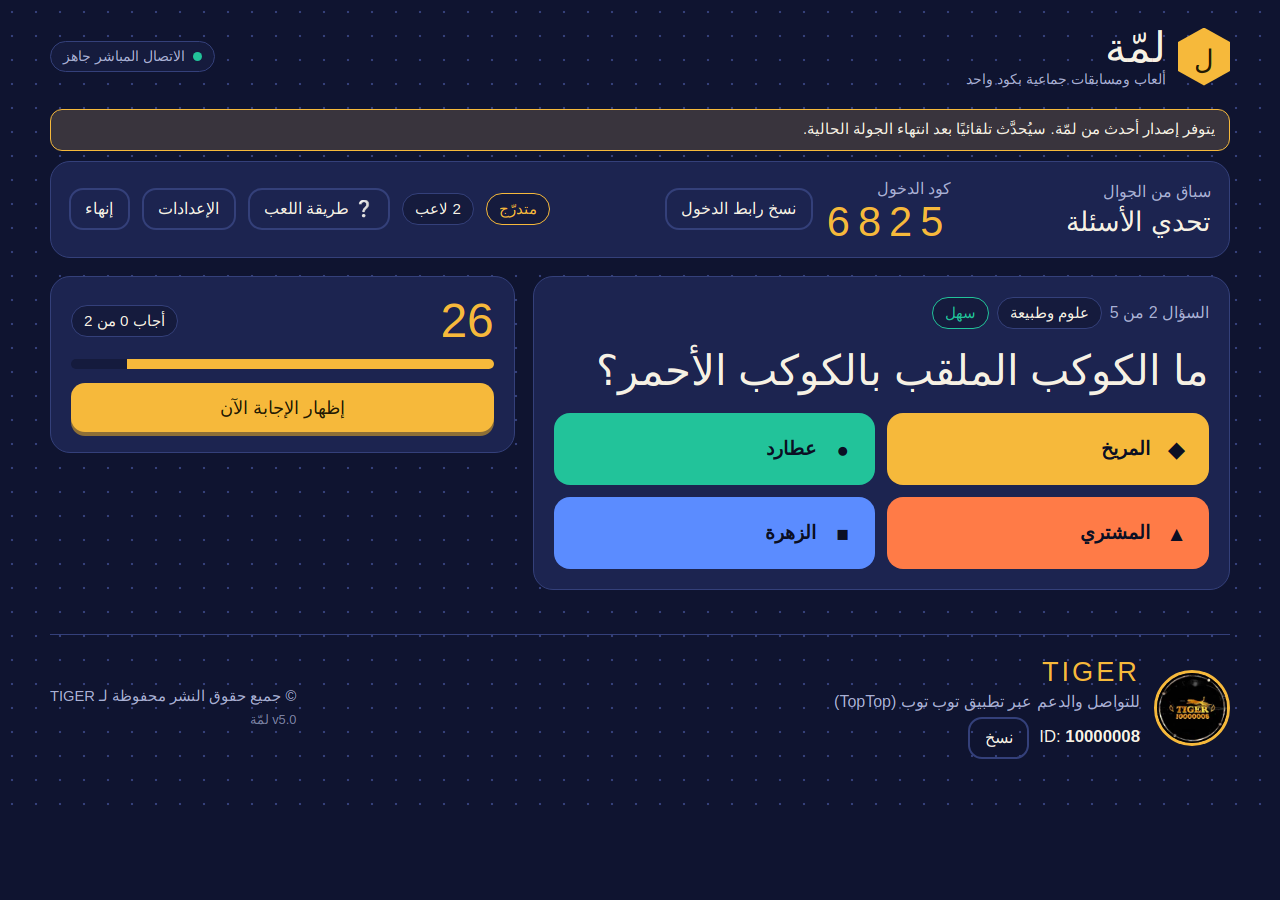 ل
لمّة
ألعاب ومسابقات جماعية بكود واحد
الاتصال المباشر جاهز
يتوفر إصدار أحدث من لمّة. سيُحدَّث تلقائيًا بعد انتهاء الجولة الحالية.
سباق من الجوال
تحدي الأسئلة
كود الدخول
6825
نسخ رابط الدخول
متدرّج
2 لاعب
❔ طريقة اللعب
الإعدادات
إنهاء
السؤال 2 من 5
علوم وطبيعة
سهل
ما الكوكب الملقب بالكوكب الأحمر؟
◆ المريخ
● عطارد
▲ المشتري
■ الزهرة
26
أجاب 0 من 2
إظهار الإجابة الآن
TIGER
10000008
TIGER
للتواصل والدعم عبر تطبيق توب توب (TopTop)
ID: 10000008
نسخ
© جميع حقوق النشر محفوظة لـ TIGER
لمّة v5.0